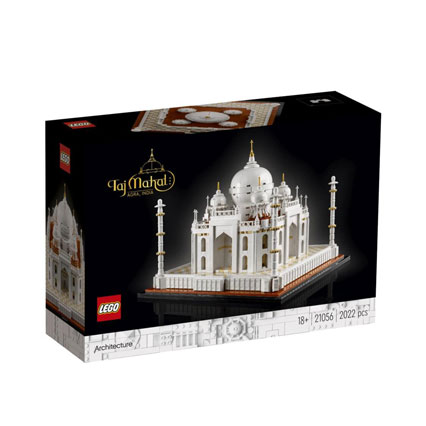 LEGO
Taj Mahal
AGRA, INDIA
LEGO
Architecture
18+
21056
2022 pcs